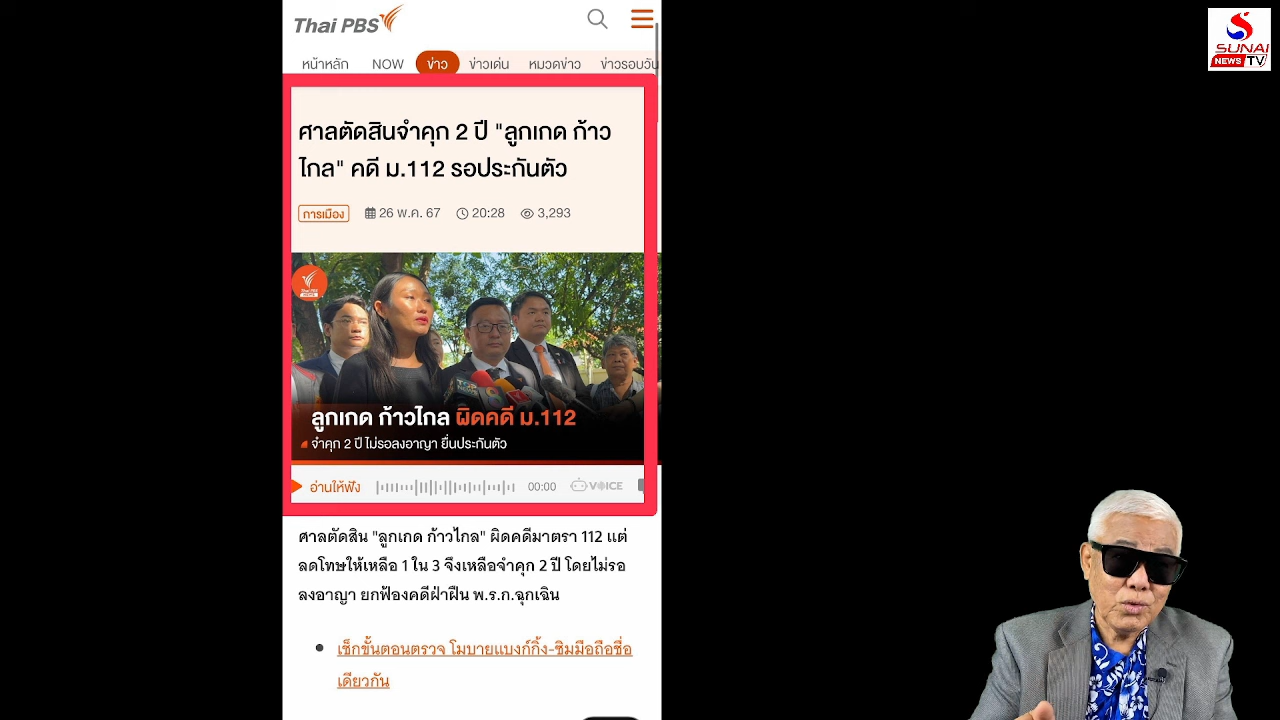 Thai PBS
SUNAI
NEWS TV
หน้าหลัก NOW ข่าว ข่าวเด่น หมวดข่าว ข่าวรอบวัน
ศาลตัดสินจำคุก 2 ปี "ลูกเกด ก้าว
ไกล" คดี ม.112 รอประกันตัว
การเมือง 26 พ.ค. 67 20:28 3,293
Thai PBS
ลูกเกด ก้าวไกล ผิดคดี ม.112
จำคุก 2 ปี ไม่รอลงอาญา ยื่นประกันตัว
อ่านให้ฟัง 00:00 VOICE
ศาลตัดสิน "ลูกเกด ก้าวไกล" ผิดคดีมาตรา 112 แต่
ลดโทษให้เหลือ 1 ใน 3 จึงเหลือจำคุก 2 ปี โดยไม่รอ
ลงอาญา ยกฟ้องคดีฝ่าฝืน พ.ร.ก.ฉุกเฉิน
เช็กขั้นตอนตรวจ โมบายแบงก์กิ้ง-ซิมมือถือชื่อ
เดียวกัน